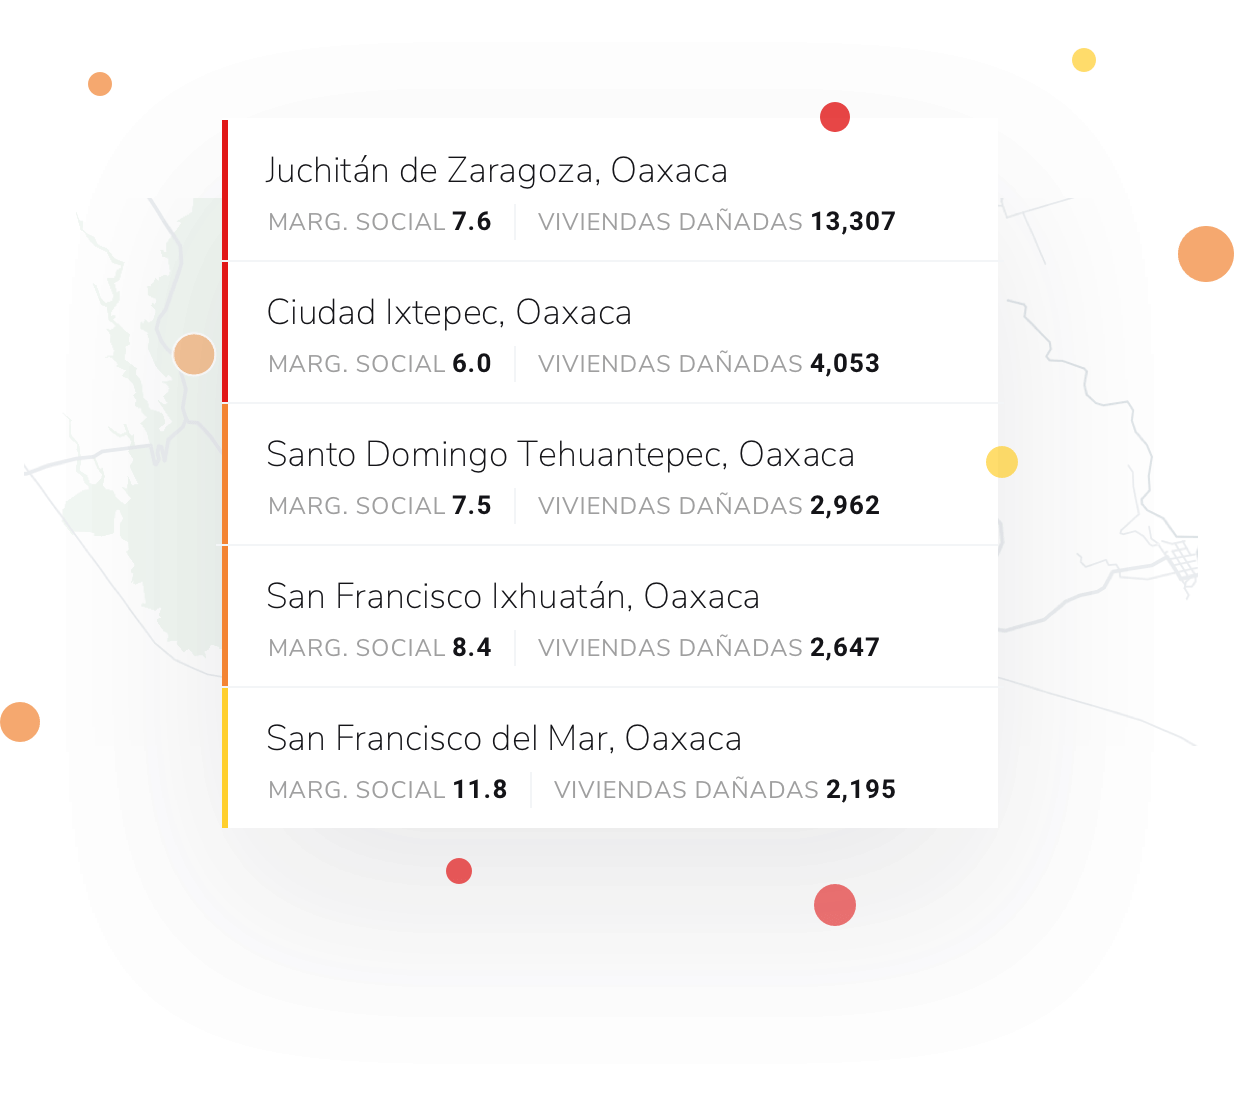 Juchitán de Zaragoza, Oaxaca
MARG. SOCIAL 7.6 VIVIENDAS DAÑADAS 13,307
Ciudad Ixtepec, Oaxaca
MARG. SOCIAL 6.0 VIVIENDAS DAÑADAS 4,053
Santo Domingo Tehuantepec, Oaxaca
MARG. SOCIAL 7.5 VIVIENDAS DAÑADAS 2,962
San Francisco Ixhuatán, Oaxaca
MARG. SOCIAL 8.4 VIVIENDAS DAÑADAS 2,647
San Francisco del Mar, Oaxaca
MARG. SOCIAL 11.8 VIVIENDAS DAÑADAS 2,195